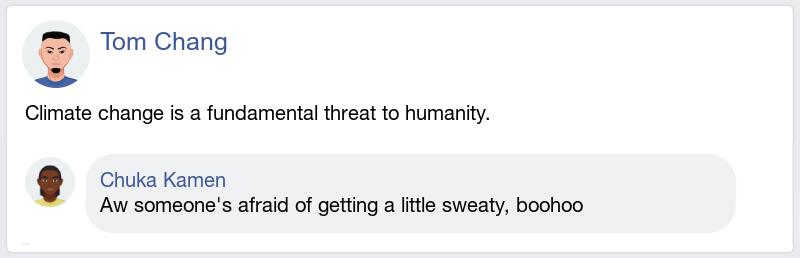 Tom Chang
Climate change is a fundamental threat to humanity.
Chuka Kamen
Aw someone's afraid of getting a little sweaty, boohoo